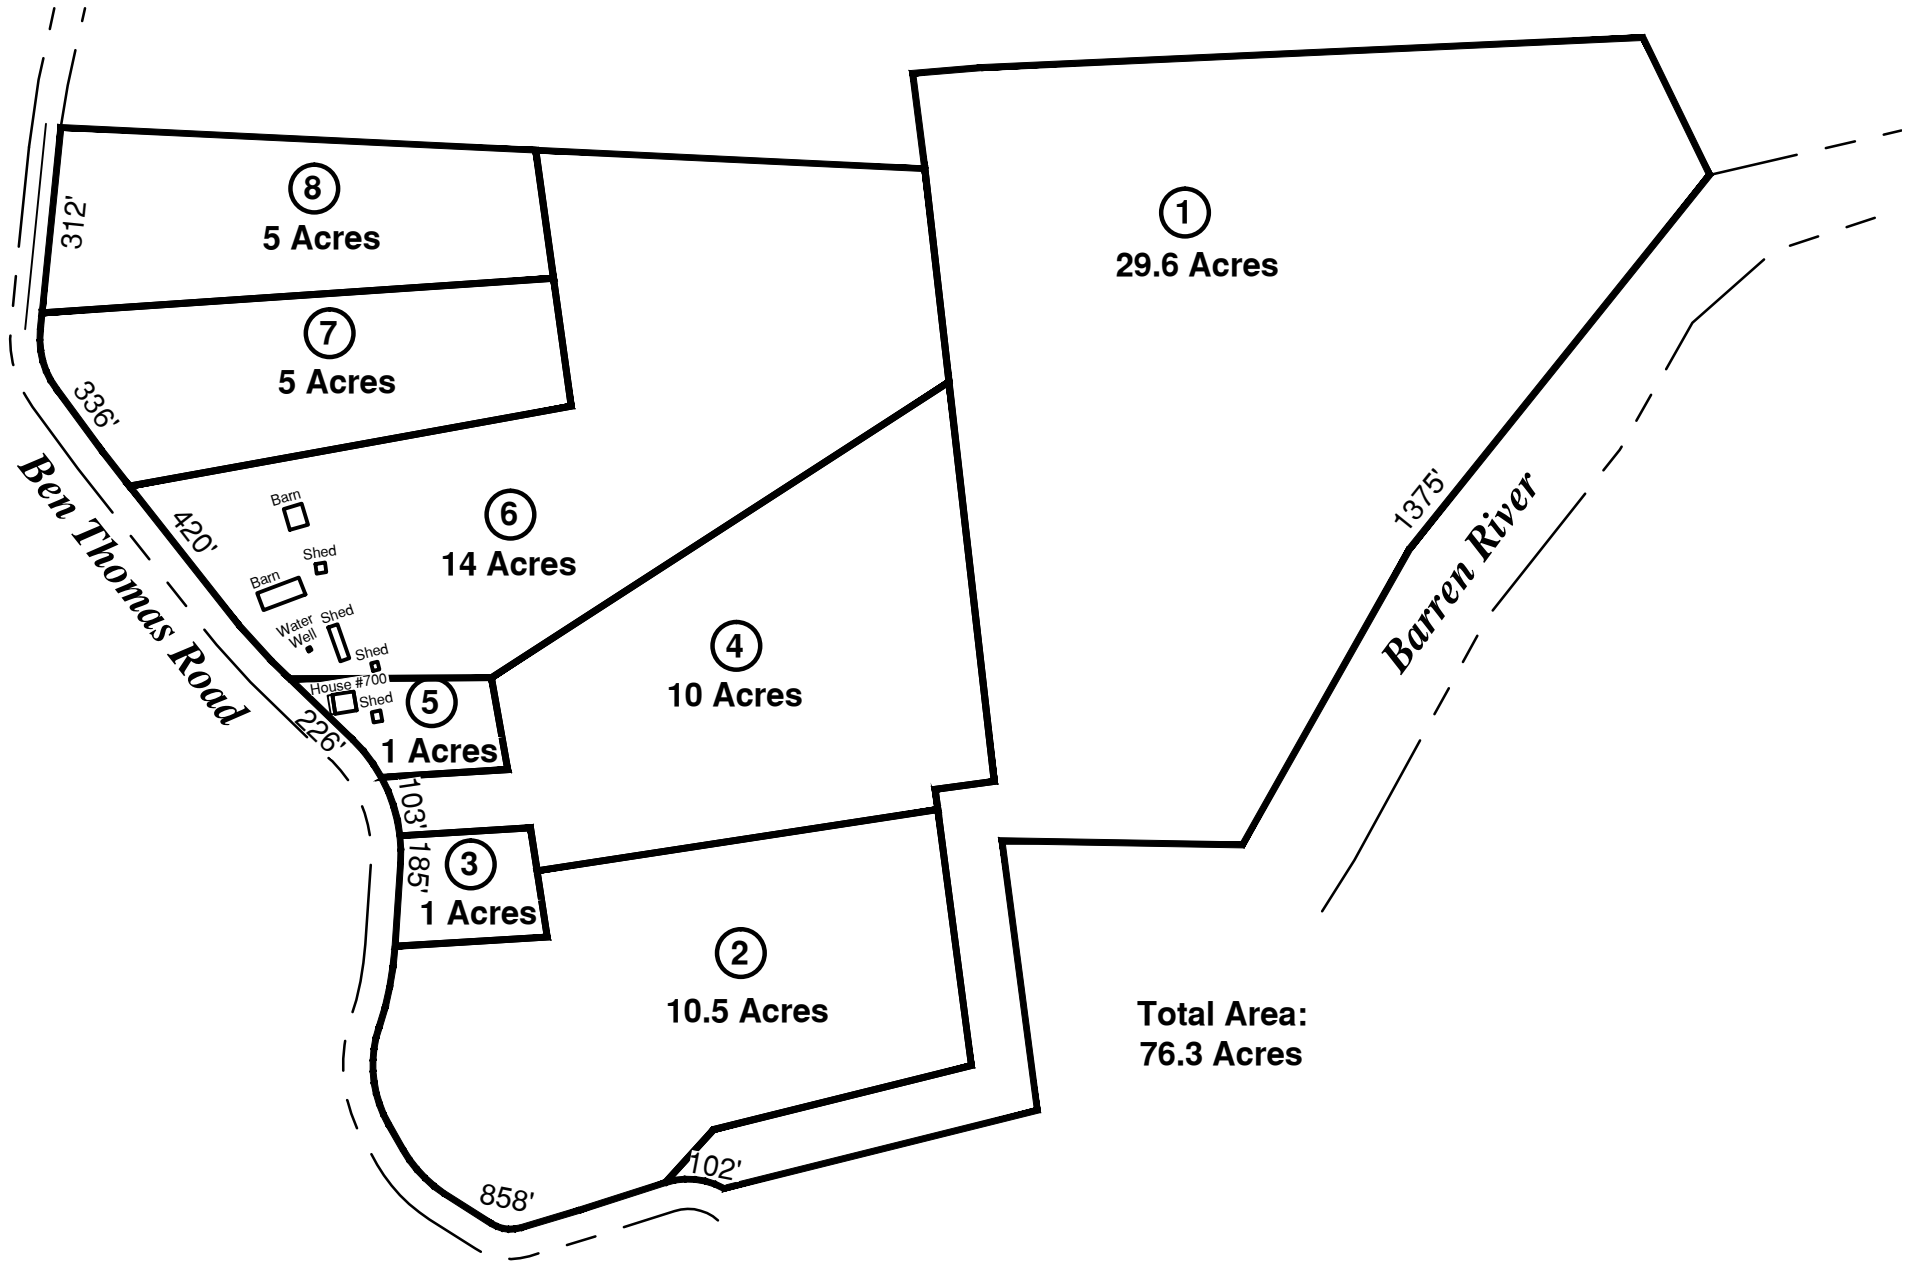 8
5 Acres
312'
1
29.6 Acres
7
5 Acres
336'
Ben Thomas Road
420'
Barn
Shed
Barn
Water
Well
Shed
Shed
6
14 Acres
1375'
Barren River
4
10 Acres
House #700
Shed
5
1 Acres
226'
103'
185'
3
1 Acres
2
10.5 Acres
Total Area:
76.3 Acres
102'
858'